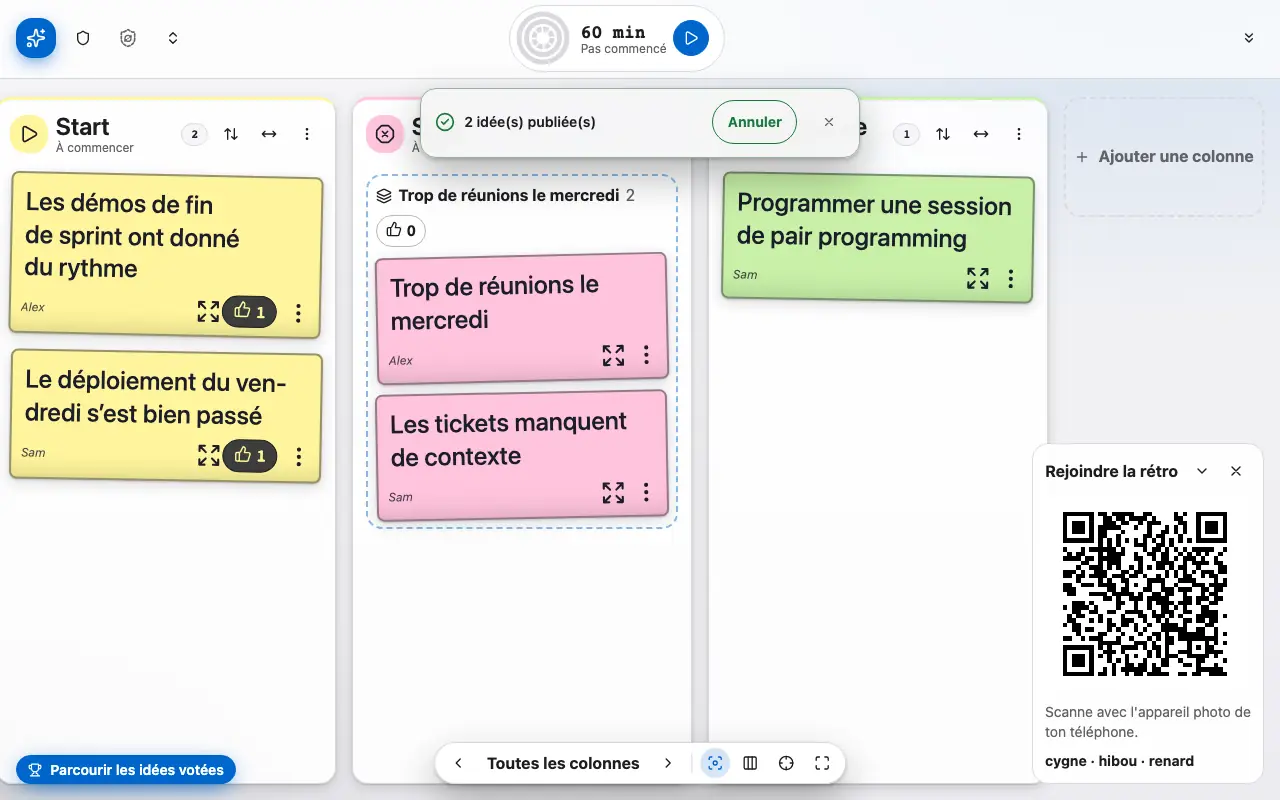 60 min
Pas commencé
2 idée(s) publiée(s)
Annuler
Start
À commencer
2
1
Ajouter une colonne
Les démos de fin
de sprint ont donné
du rythme
Alex
1
Le déploiement du ven-
dredi s’est bien passé
Sam
1
Trop de réunions le mercredi 2
0
Trop de réunions le
mercredi
Alex
Les tickets manquent
de contexte
Sam
Programmer une session
de pair programming
Sam
Rejoindre la rétro
Scanne avec l'appareil photo de
ton téléphone.
cygne · hibou · renard
Parcourir les idées votées
Toutes les colonnes